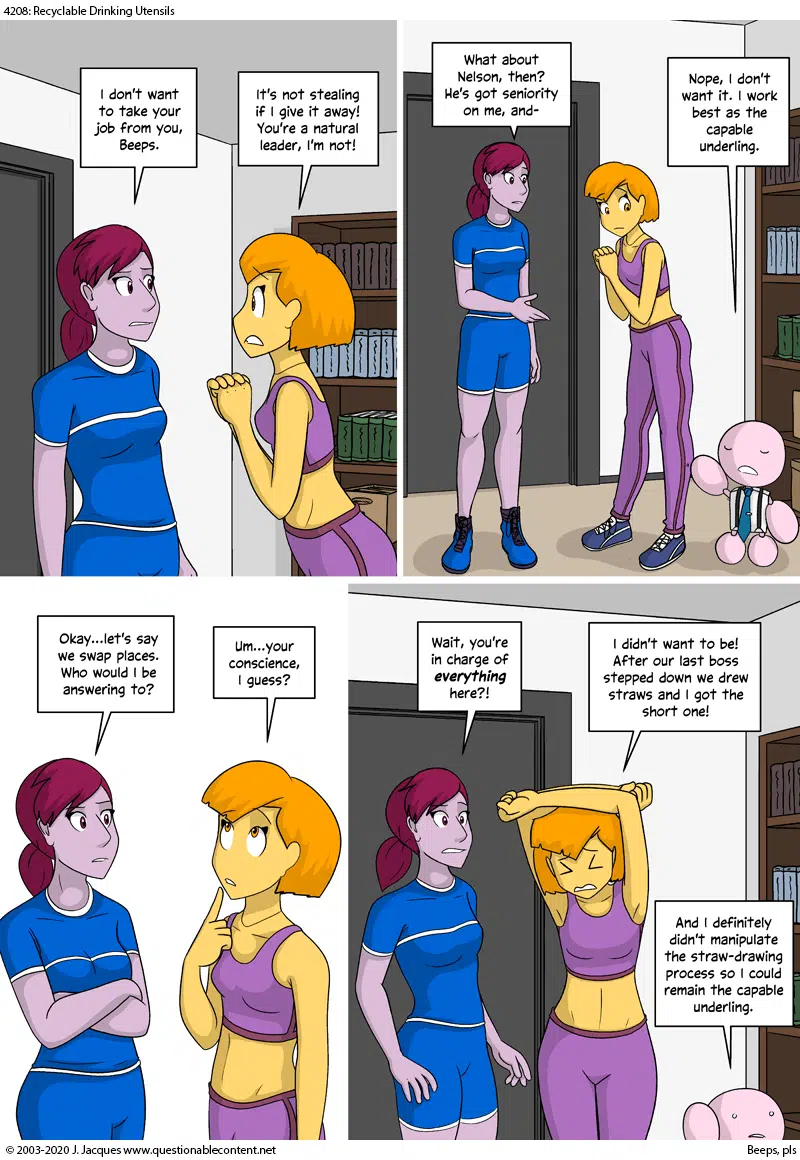 4208: Recyclable Drinking Utensils
I don't want
to take your
job from you,
Beeps.
It's not stealing
if I give it away!
You're a natural
leader, I'm not!
What about
Nelson, then?
He's got seniority
on me, and-
Nope, I don't
want it. I work
best as the
capable
underling.
Okay...let's say
we swap places.
Who would I be
answering to?
Um...your
conscience,
I guess?
Wait, you're
in charge of
everything
here?!
I didn't want to be!
After our last boss
stepped down we drew
straws and I got the
short one!
And I definitely
didn't manipulate
the straw-drawing
process so I could
remain the capable
underling.
© 2003-2020 J. Jacques www.questionablecontent.net
Beeps, pls